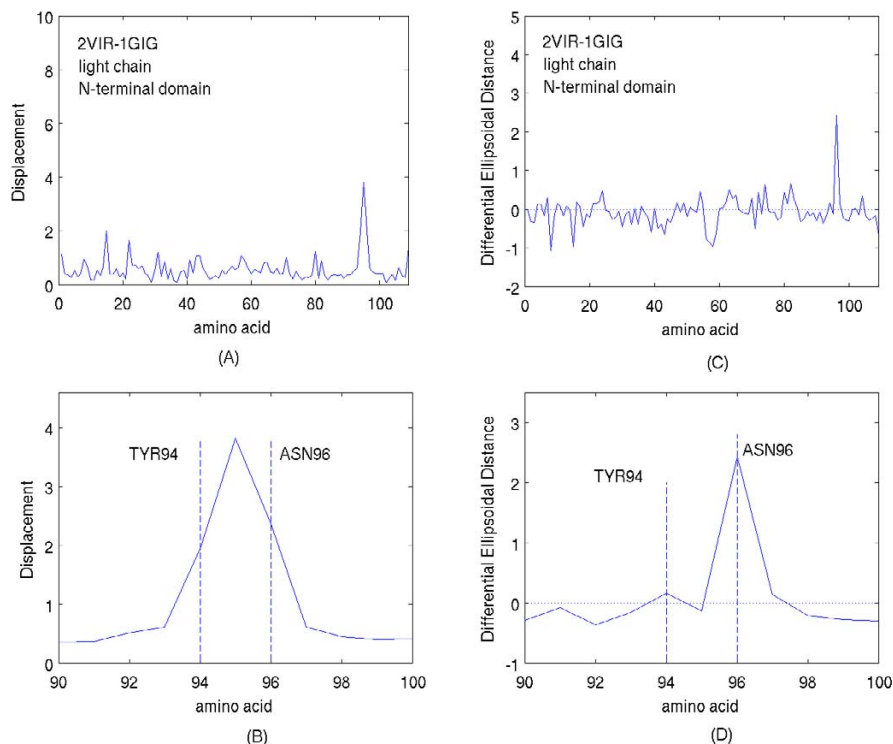 2VIR-1GIG
light chain
N-terminal domain
Displacement
10
8
6
4
2
0
0 20 40 60 80 100
amino acid
(A)
2VIR-1GIG
light chain
N-terminal domain
Differential Ellipsoidal Distance
5
4
3
2
1
0
-1
-2
0 20 40 60 80 100
amino acid
(C)
TYR94
ASN96
Displacement
4
3
2
1
0
90 92 94 96 98 100
amino acid
(B)
ASN96
TYR94
Differential Ellipsoidal Distance
3
2
1
0
-1
90 92 94 96 98 100
amino acid
(D)